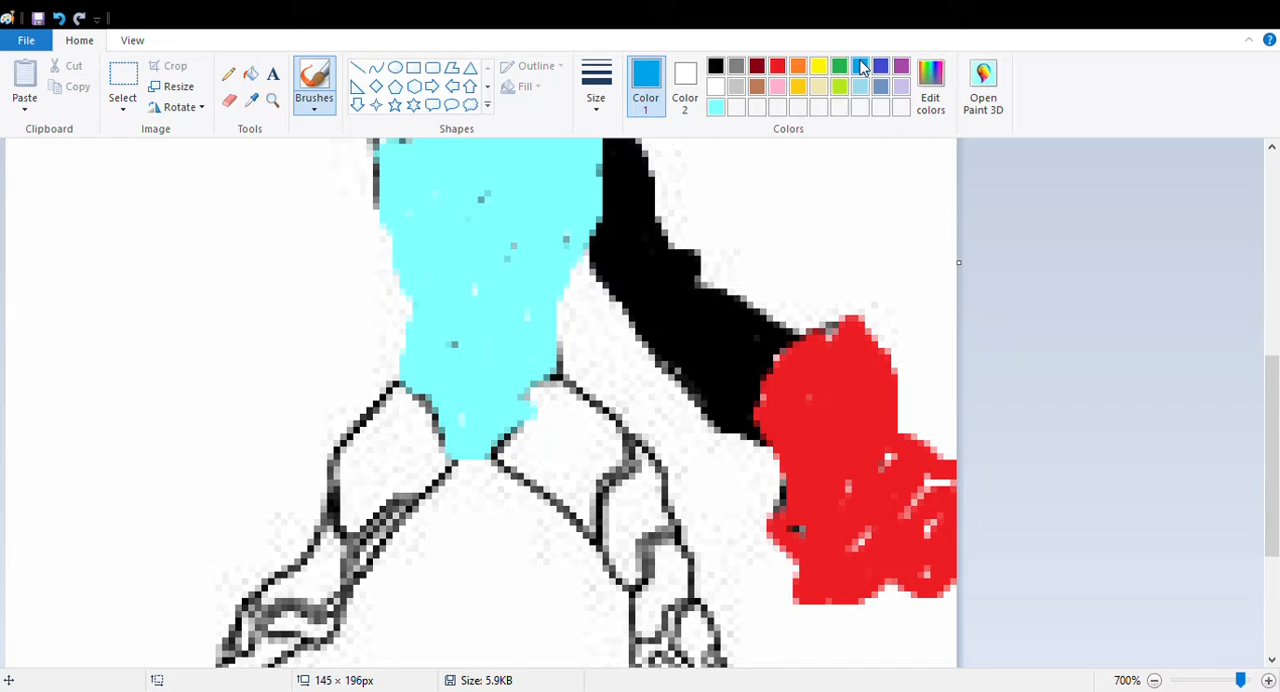 File Home View
Paste Cut Copy
Clipboard
Select Crop Resize Rotate
Image
A
Tools
Brushes
Outline Fill
Shapes
Size
Color 1
Color 2
Edit colors
Colors
Open Paint 3D
145 × 196px
Size: 5.9KB
700%